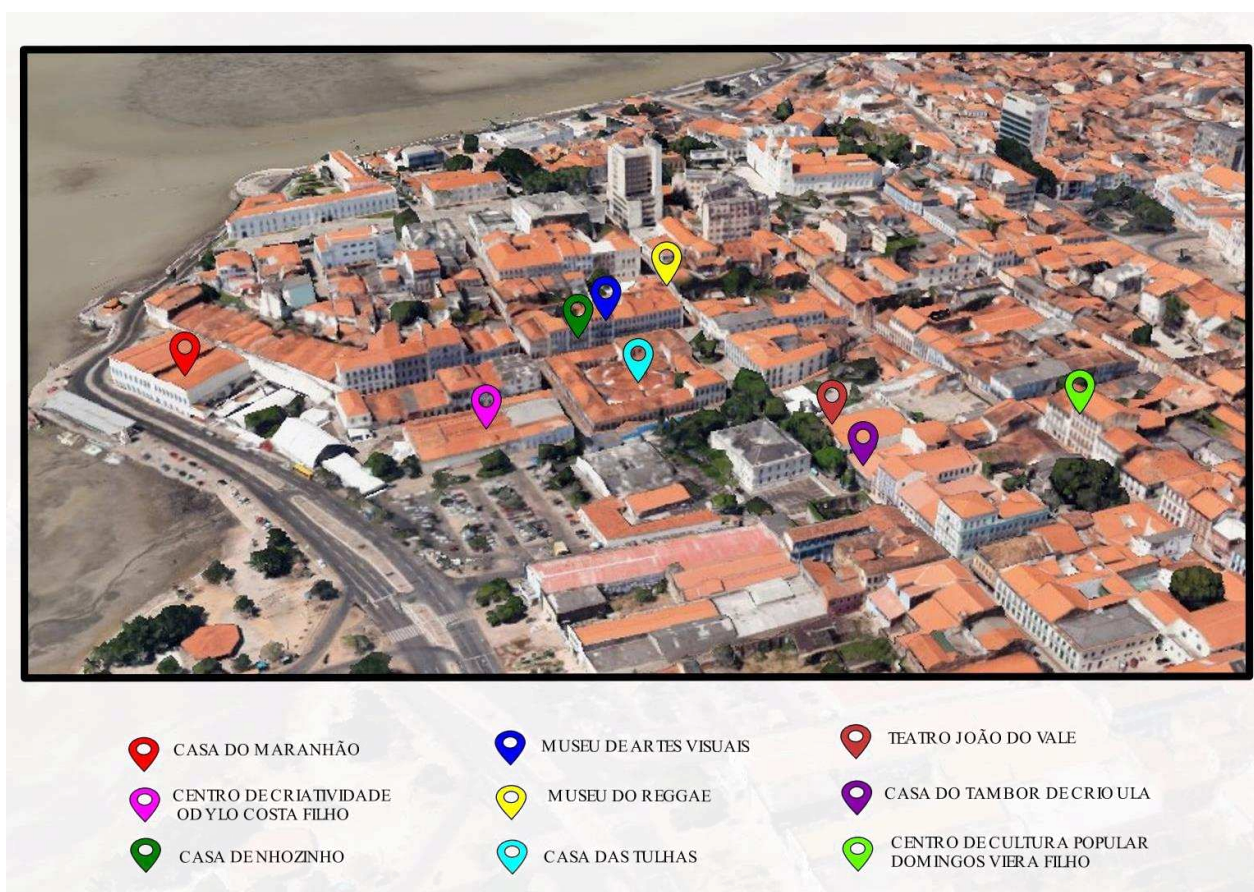 CASA DO MARANHÃO
CENTRO DE CRIATIVIDADE
ODYLO COSTA FILHO
CASA DE NHOZINHO
MUSEU DE ARTES VISUAIS
MUSEU DO REGGAE
CASA DAS TULHAS
TEATRO JOÃO DO VALE
CASA DO TAMBOR DE CRIOULA
CENTRO DE CULTURA POPULAR
DOMINGOS VIERA FILHO